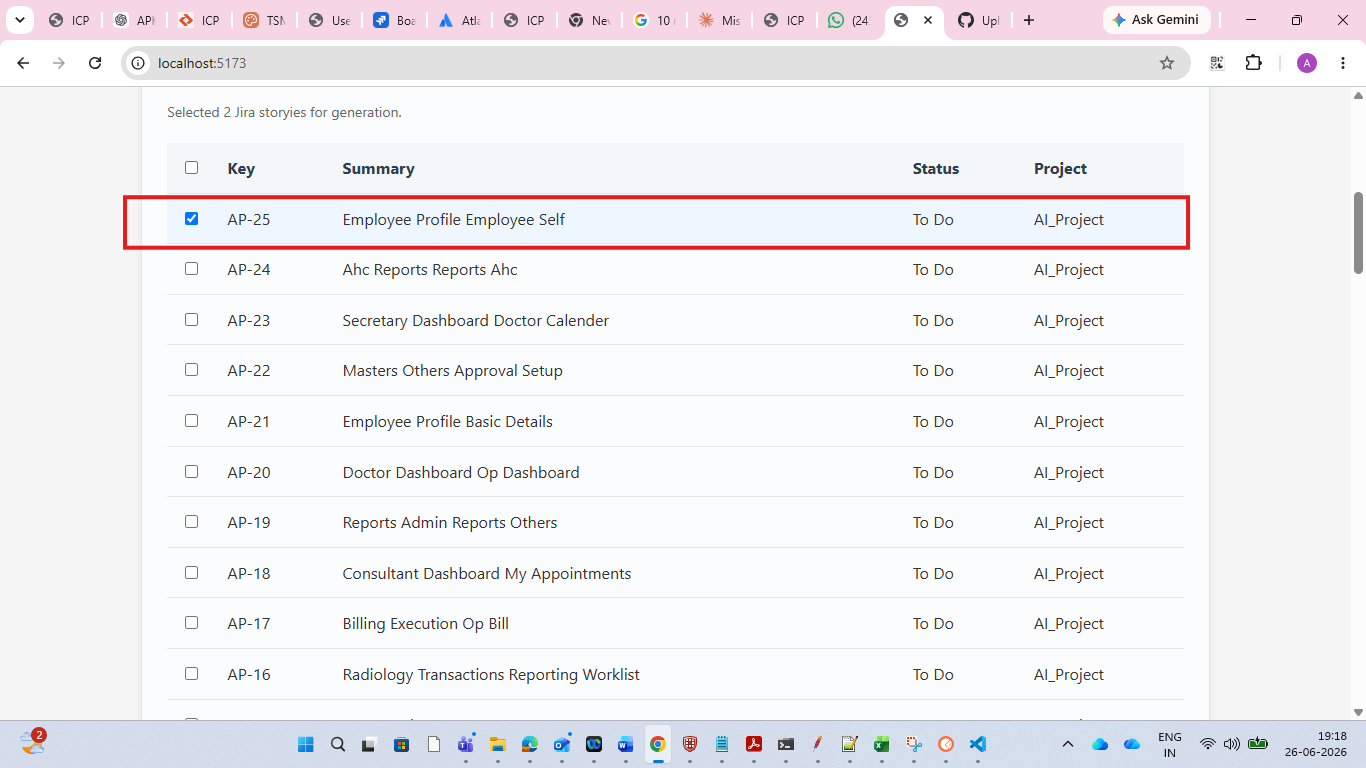 ICP
API
ICP
TSM
Use
Boa
Atla
ICP
Nev
10 r
Mis
ICP
(24
Upl
Ask Gemini
localhost:5173
A
Selected 2 Jira storyies for generation.
Key Summary Status Project
AP-25 Employee Profile Employee Self To Do AI_Project
AP-24 Ahc Reports Reports Ahc To Do AI_Project
AP-23 Secretary Dashboard Doctor Calender To Do AI_Project
AP-22 Masters Others Approval Setup To Do AI_Project
AP-21 Employee Profile Basic Details To Do AI_Project
AP-20 Doctor Dashboard Op Dashboard To Do AI_Project
AP-19 Reports Admin Reports Others To Do AI_Project
AP-18 Consultant Dashboard My Appointments To Do AI_Project
AP-17 Billing Execution Op Bill To Do AI_Project
AP-16 Radiology Transactions Reporting Worklist To Do AI_Project
2
ENG
IN
19:18
26-06-2026